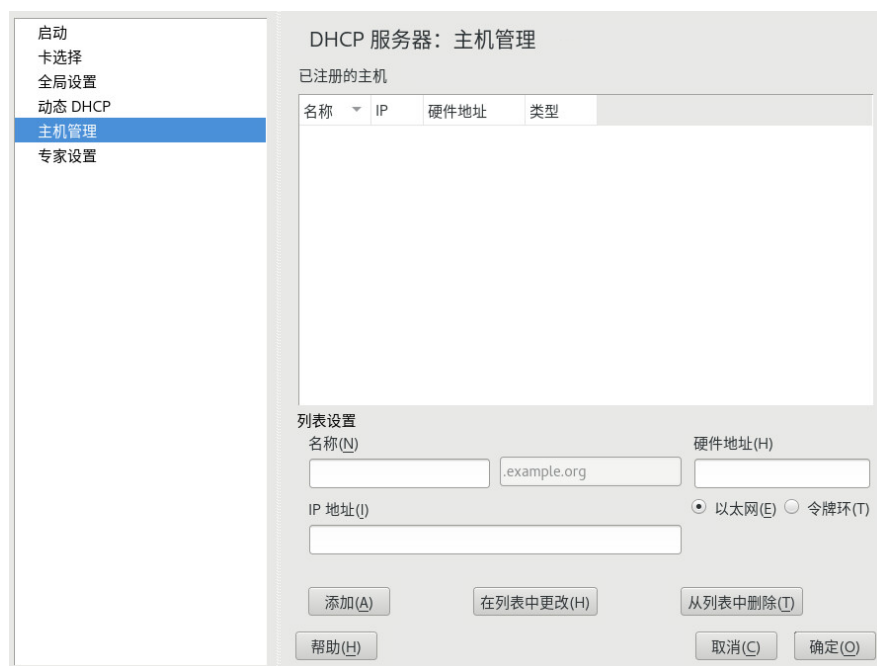 启动
卡选择
全局设置
动态 DHCP
主机管理
专家设置
DHCP 服务器：主机管理
已注册的主机
名称 IP 硬件地址 类型
列表设置
名称(N) 硬件地址(H)
.example.org
IP 地址(I) 以太网(E) 令牌环(T)
添加(A) 在列表中更改(H) 从列表中删除(T)
帮助(H) 取消(C) 确定(O)